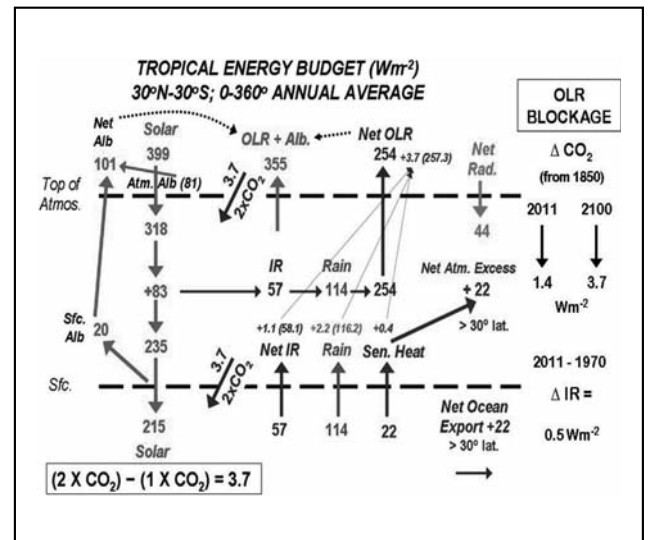 TROPICAL ENERGY BUDGET (Wm-2)
30ºN-30ºS; 0-360º ANNUAL AVERAGE
OLR
BLOCKAGE
Net
Alb
Solar
OLR + Alb.
Net OLR
Net
Rad.
101
399
355
254
+3.7 (257.3)
Atm. Alb (81)
Top of
Atmos.
3.7
2xCO2
Δ CO2
(from 1850)
318
44
2011
2100
IR
Rain
Net Atm. Excess
+83
57
114
254
+ 22
1.4
3.7
Wm-2
Sfc.
Alb
20
+1.1 (58.1)
+2.2 (116.2)
+0.4
> 30º lat.
235
3.7
2xCO2
Net IR
Rain
Sen. Heat
2011 - 1970
Sfc.
Δ IR =
215
Solar
57
114
22
Net Ocean
Export +22
> 30º lat.
0.5 Wm-2
(2 X CO2) – (1 X CO2) = 3.7